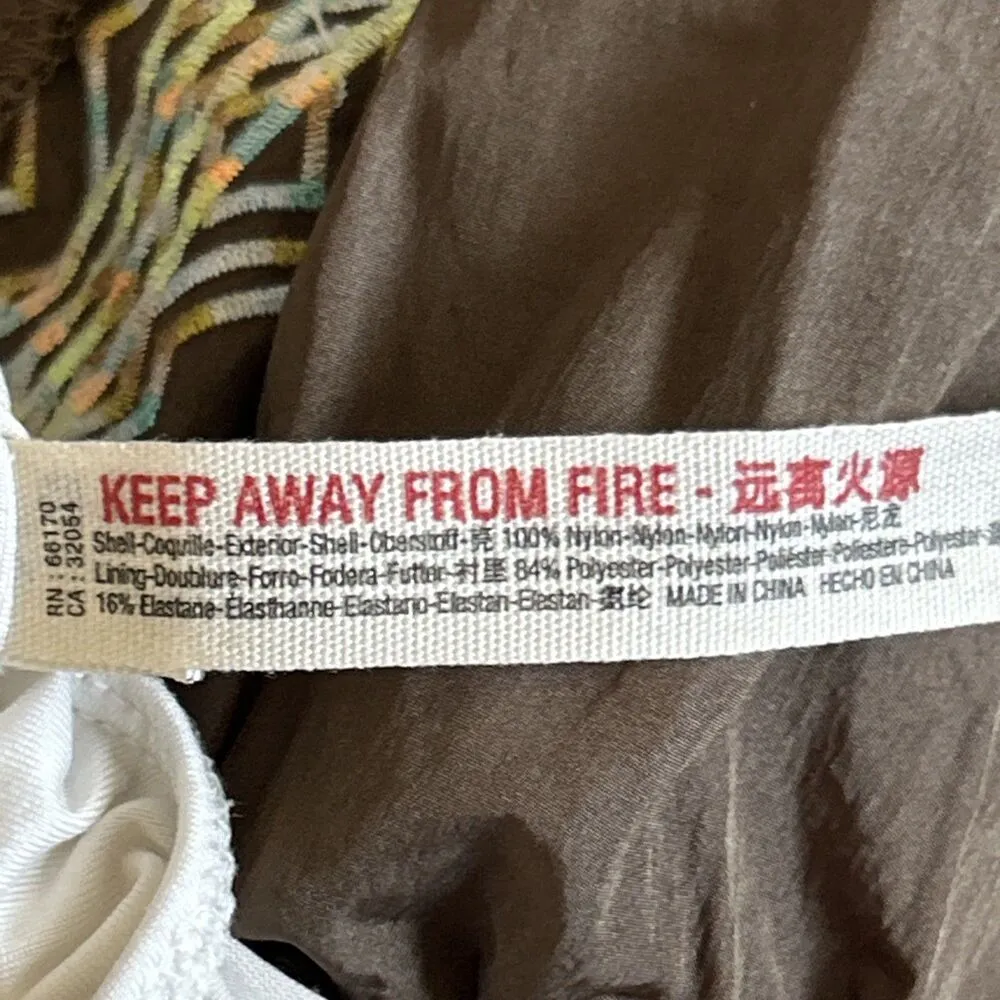 RN : 66170
CA : 32054
KEEP AWAY FROM FIRE - 远离火源
Shell-Coquille-Exterior-Shell-Oberstoff-壳 100% Nylon-Nylon-Nylon-Nylon-Nylon-尼龙
Lining-Doublure-Forro-Fodera-Futter-衬里 84% Polyester-Polyester-Poliéster-Poliestere-Polyester-
16% Elastane-Élasthanne-Elastano-Elastan-Elastan-氨纶 MADE IN CHINA HECHO EN CHINA